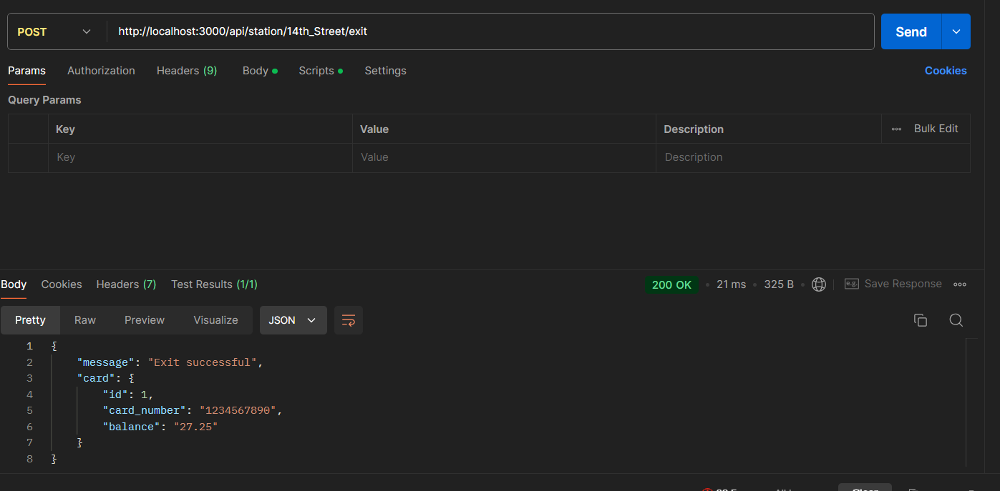 POST http://localhost:3000/api/station/14th_Street/exit Send
Params Authorization Headers (9) Body Scripts Settings Cookies
Query Params
Key Value Description Bulk Edit
Key Value Description
Body Cookies Headers (7) Test Results (1/1) 200 OK 21 ms 325 B e.g. Save Response
Pretty Raw Preview Visualize JSON
1 {
2 "message": "Exit successful",
3 "card": {
4 "id": 1,
5 "card_number": "1234567890",
6 "balance": "27.25"
7 }
8 }
Clear